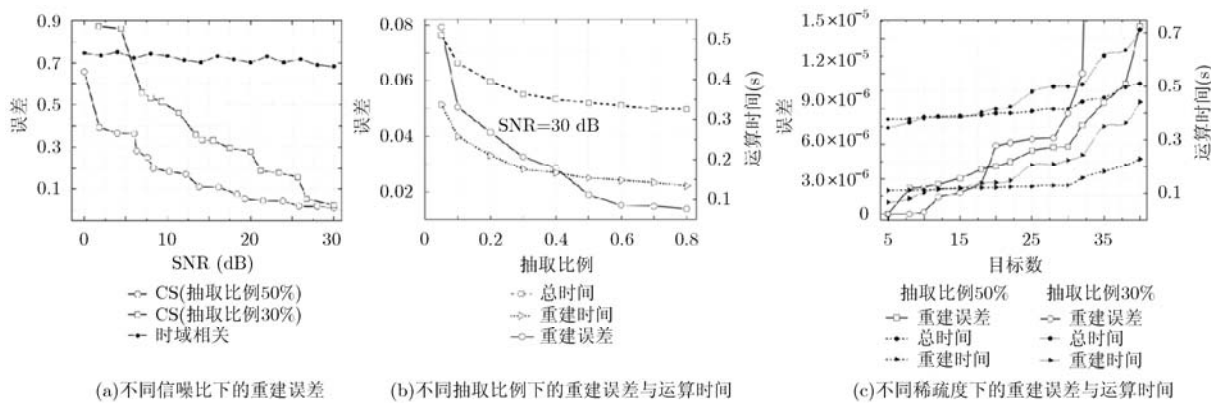 0.9
0.7
0.5
0.3
0.1
误差
0
5
10
15
20
25
30
SNR (dB)
CS(抽取比例50%)
CS(抽取比例30%)
时域相关
(a)不同信噪比下的重建误差
0.08
0.06
0.04
0.02
误差
SNR=30 dB
0.5
0.4
0.3
0.2
0.1
运算时间(s)
0
0.2
0.4
0.6
0.8
抽取比例
总时间
重建时间
重建误差
(b)不同抽取比例下的重建误差与运算时间
1.5×10⁻⁵
1.2×10⁻⁵
9.0×10⁻⁶
6.0×10⁻⁶
3.0×10⁻⁶
0
误差
0.7
0.5
0.3
0.1
运算时间(s)
5
15
25
35
目标数
抽取比例50% 抽取比例30%
重建误差 重建误差
总时间 总时间
重建时间 重建时间
(c)不同稀疏度下的重建误差与运算时间